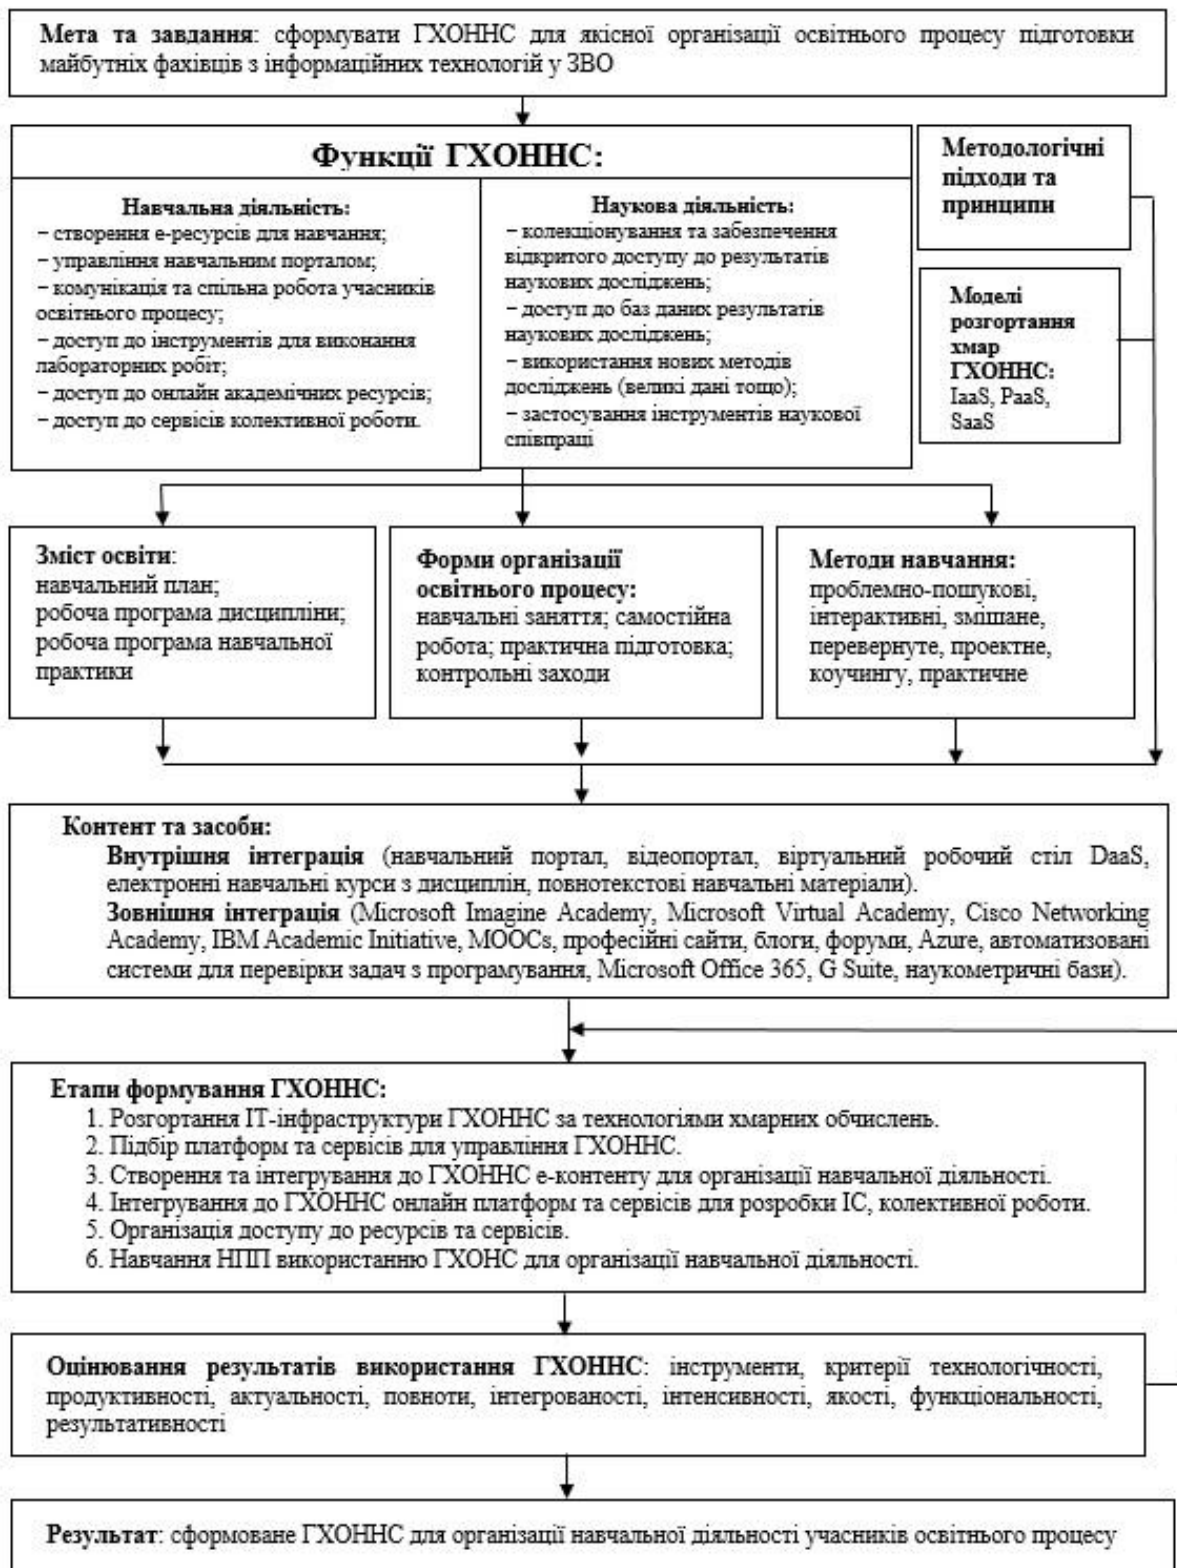 Мета та завдання: сформувати ГХОННС для якісної організації освітнього процесу підготовки
майбутніх фахівців з інформаційних технологій у ЗВО
Функції ГХОННС:
Навчальна діяльність:
– створення е-ресурсів для навчання;
– управління навчальним порталом;
– комунікація та спільна робота учасників
освітнього процесу;
– доступ до інструментів для виконання
лабораторних робіт;
– доступ до онлайн академічних ресурсів;
– доступ до сервісів колективної роботи.
Наукова діяльність:
– колекціонування та забезпечення
відкритого доступу до результатів
наукових досліджень;
– доступ до баз даних результатів
наукових досліджень;
– використання нових методів
досліджень (великі дані тощо);
– застосування інструментів наукової
співпраці
Методологічні
підходи та
принципи
Моделі
розгортання
хмар
ГХОННС:
IaaS, PaaS,
SaaS
Зміст освіти:
навчальний план;
робоча програма дисципліни;
робоча програма навчальної
практики
Форми організації
освітнього процесу:
навчальні заняття; самостійна
робота; практична підготовка;
контрольні заходи
Методи навчання:
проблемно-пошукові,
інтерактивні, змішане,
перевернуте, проектне,
коучингу, практичне
Контент та засоби:
Внутрішня інтеграція (навчальний портал, відеопортал, віртуальний робочий стіл DaaS,
електронні навчальні курси з дисциплін, повнотекстові навчальні матеріали).
Зовнішня інтеграція (Microsoft Imagine Academy, Microsoft Virtual Academy, Cisco Networking
Academy, IBM Academic Initiative, MOOCs, професійні сайти, блоги, форуми, Azure, автоматизовані
системи для перевірки задач з програмування, Microsoft Office 365, G Suite, наукометричні бази).
Етапи формування ГХОННС:
1. Розгортання ІТ-інфраструктури ГХОННС за технологіями хмарних обчислень.
2. Підбір платформ та сервісів для управління ГХОННС.
3. Створення та інтегрування до ГХОННС е-контенту для організації навчальної діяльності.
4. Інтегрування до ГХОННС онлайн платформ та сервісів для розробки ІС, колективної роботи.
5. Організація доступу до ресурсів та сервісів.
6. Навчання НПП використанню ГХОНС для організації навчальної діяльності.
Оцінювання результатів використання ГХОННС: інструменти, критерії технологічності,
продуктивності, актуальності, повноти, інтегрованості, інтенсивності, якості, функціональності,
результативності
Результат: сформоване ГХОННС для організації навчальної діяльності учасників освітнього процесу